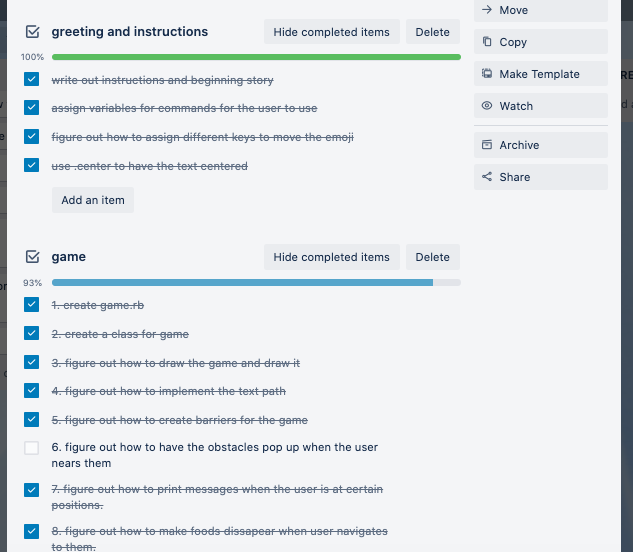 greeting and instructions
Hide completed items
Delete
100%
write out instructions and beginning story
assign variables for commands for the user to use
figure out how to assign different keys to move the emoji
use .center to have the text centered
Add an item
game
Hide completed items
Delete
93%
1. create game.rb
2. create a class for game
3. figure out how to draw the game and draw it
4. figure out how to implement the text path
5. figure out how to create barriers for the game
6. figure out how to have the obstacles pop up when the user
nears them
7. figure out how to print messages when the user is at certain
positions.
8. figure out how to make foods dissapear when user navigates
to them.
Move
Copy
Make Template
Watch
Archive
Share